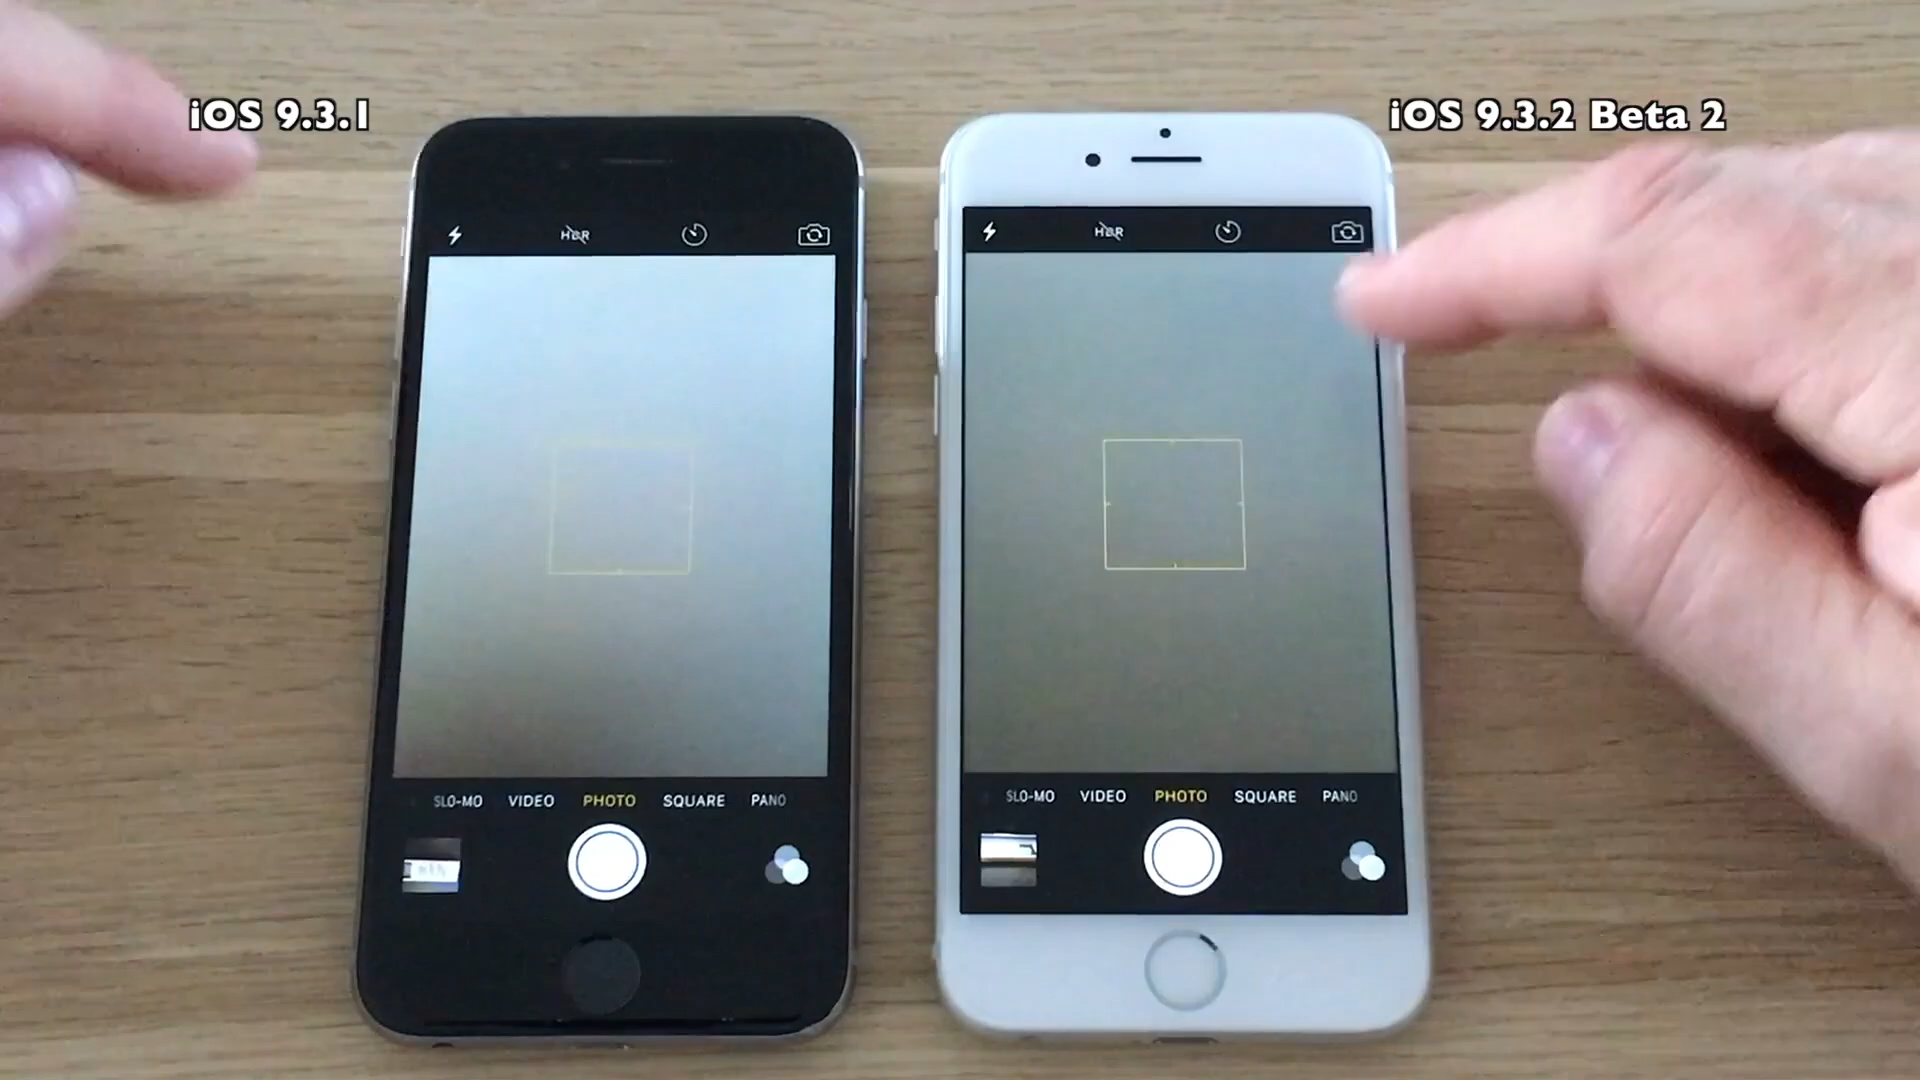 iOS 9.3.1
iOS 9.3.2 Beta 2
HDR
HDR
SLO-MO VIDEO PHOTO SQUARE PANO
SLO-MO VIDEO PHOTO SQUARE PANO